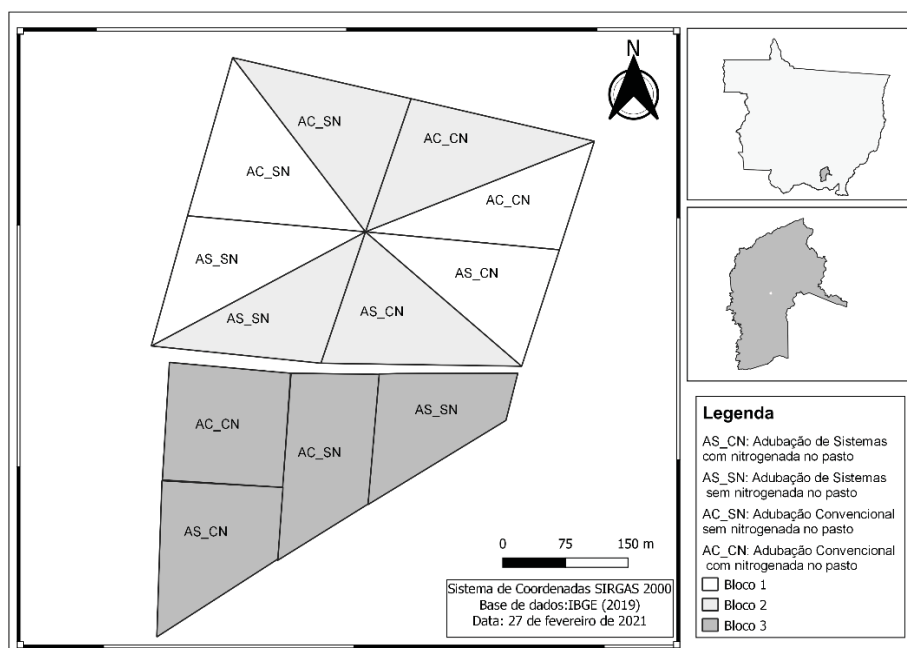 N
AC_SN
AC_CN
AC_SN
AC_CN
AS_SN
AS_CN
AS_SN
AS_CN
AC_CN
AC_SN
AS_SN
AS_CN
0 75 150 m
Sistema de Coordenadas SIRGAS 2000
Base de dados:IBGE (2019)
Data: 27 de fevereiro de 2021
Legenda
AS_CN: Adubação de Sistemas
com nitrogenada no pasto
AS_SN: Adubação de Sistemas
sem nitrogenada no pasto
AC_SN: Adubação Convencional
sem nitrogenada no pasto
AC_CN: Adubação Convencional
com nitrogenada no pasto
Bloco 1
Bloco 2
Bloco 3